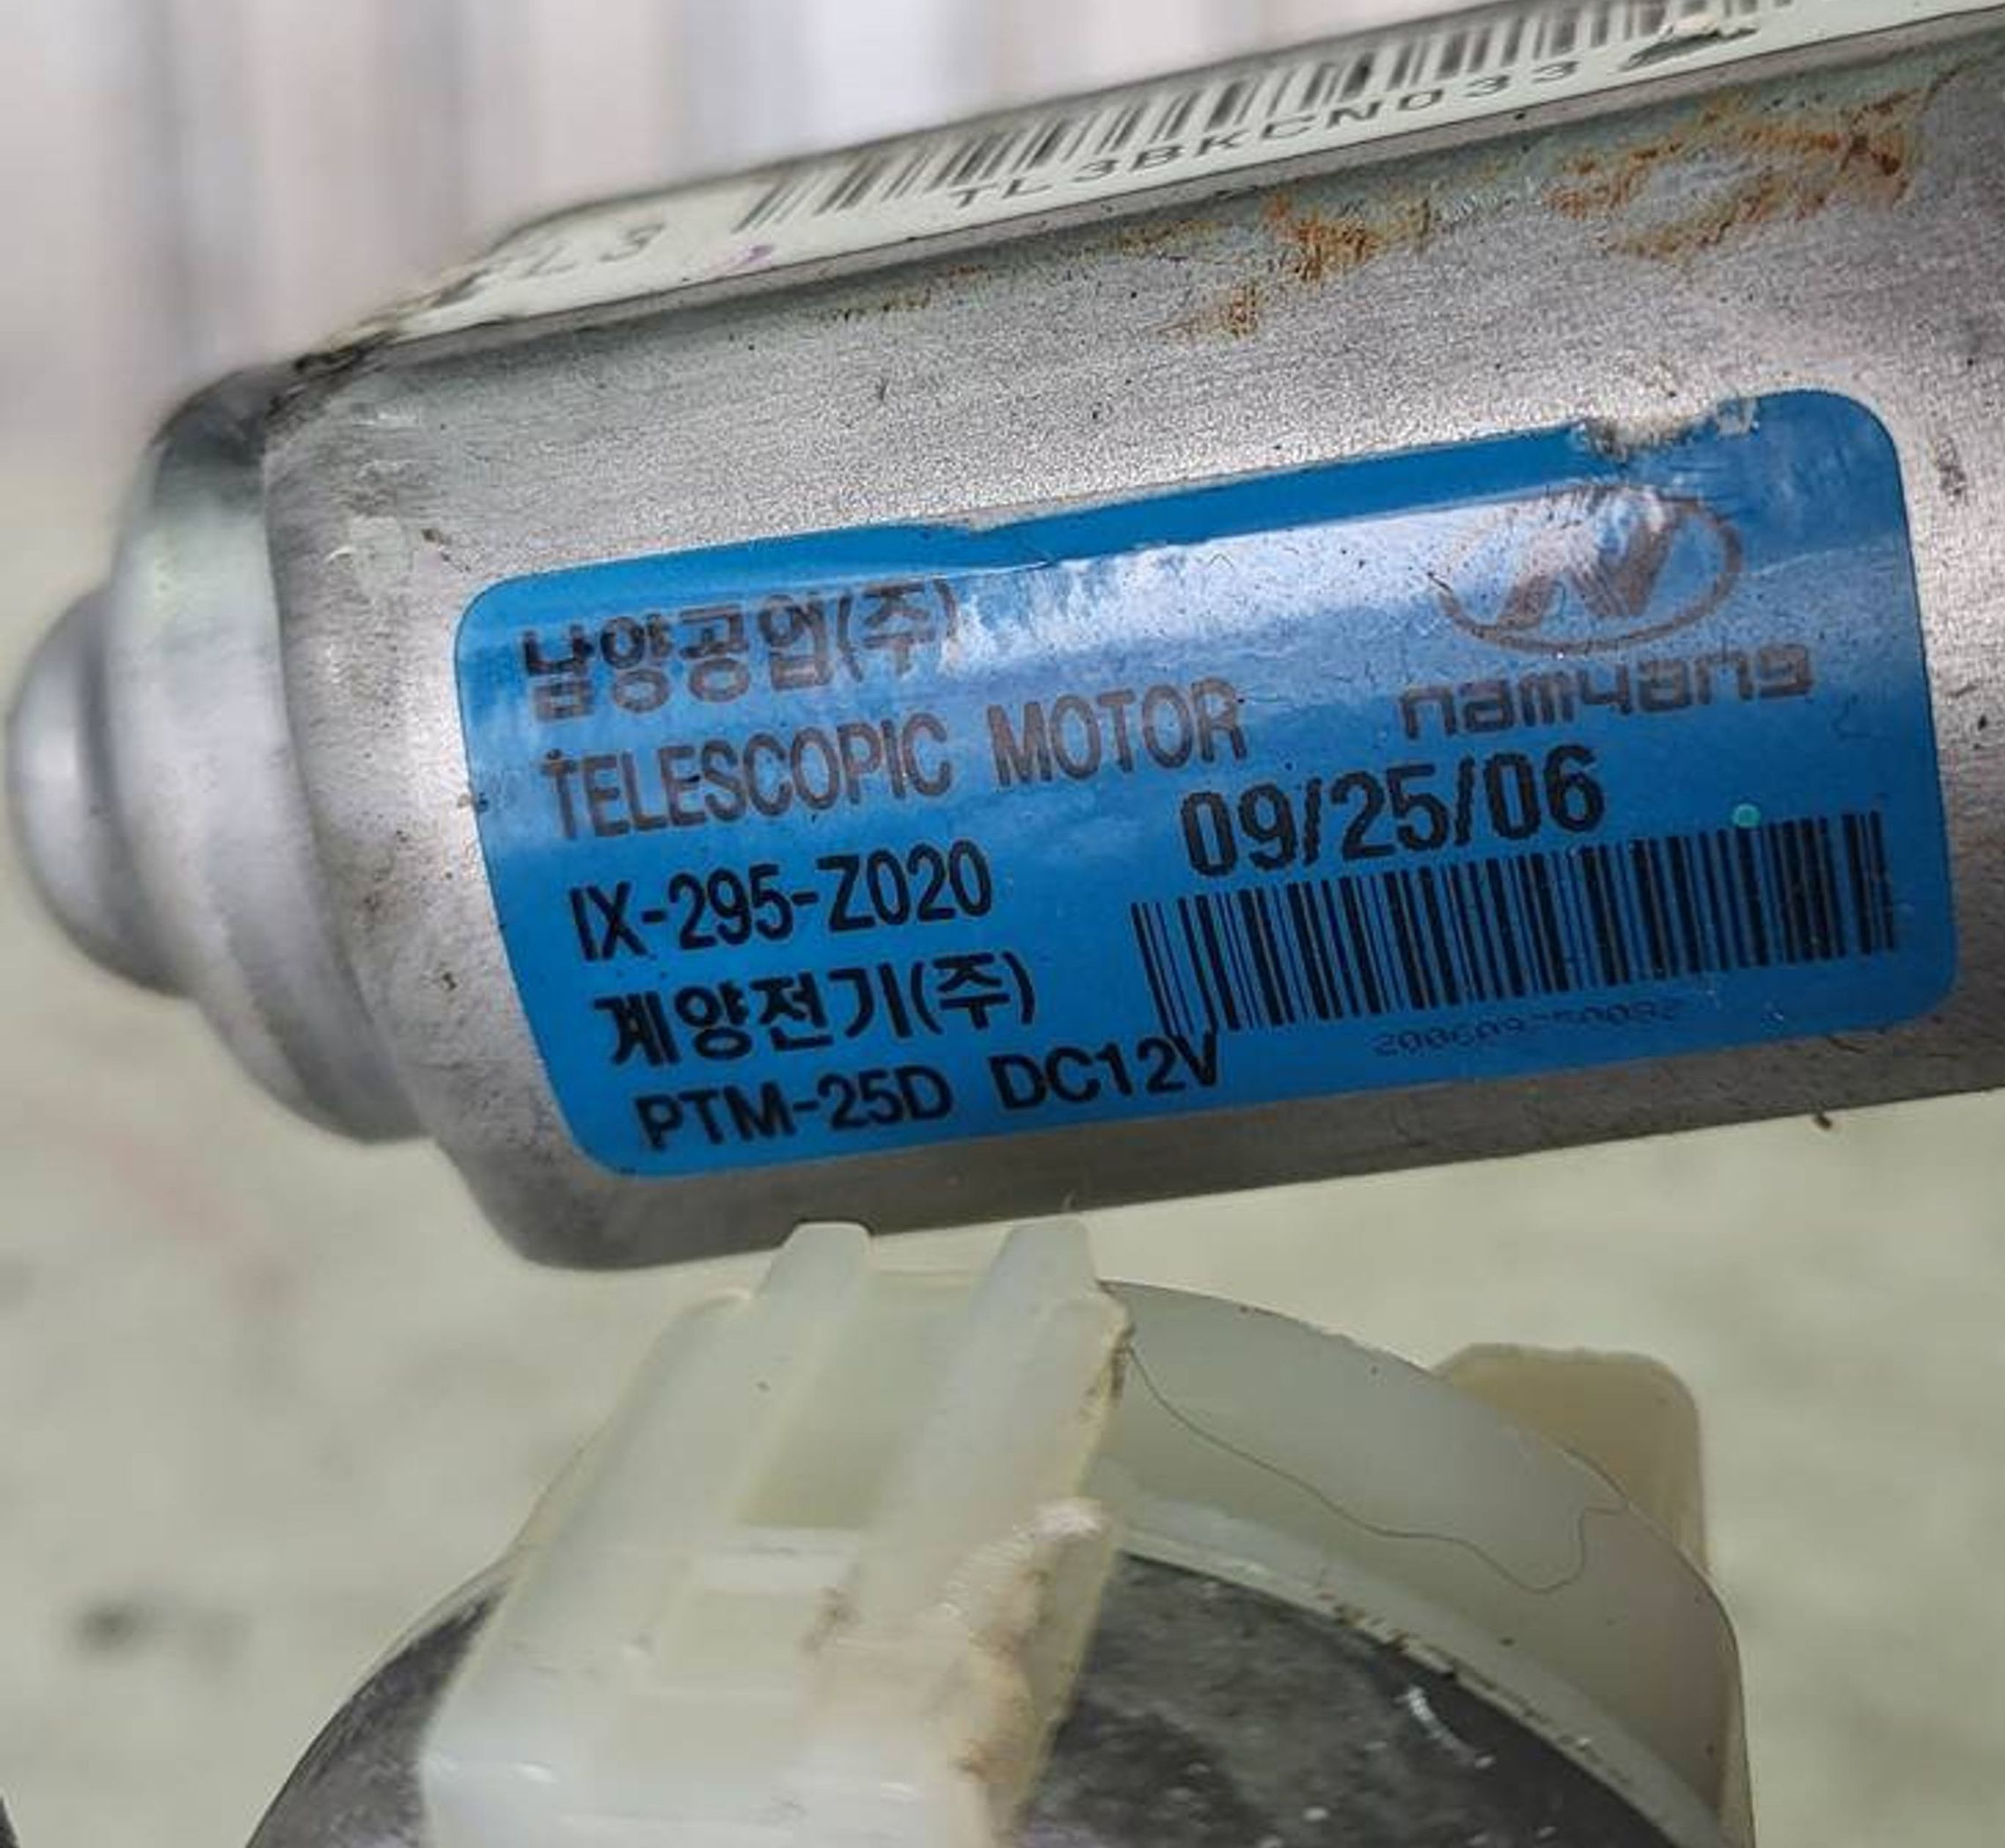 TL3BKCN033
남양공업(주)
namyang
TELESCOPIC MOTOR
09/25/06
IX-295-Z020
계양전기(주)
PTM-25D DC12V